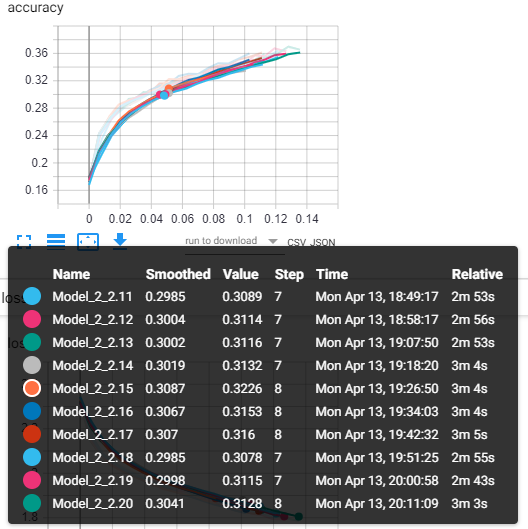 accuracy
0.36
0.32
0.28
0.24
0.2
0.16
0 0.02 0.04 0.06 0.08 0.1 0.12 0.14
run to download CSV JSON
Name Smoothed Value Step Time Relative
Model_2_2.11 0.2985 0.3089 7 Mon Apr 13, 18:49:17 2m 53s
Model_2_2.12 0.3004 0.3114 7 Mon Apr 13, 18:58:17 2m 56s
Model_2_2.13 0.3002 0.3116 7 Mon Apr 13, 19:07:50 2m 53s
Model_2_2.14 0.3019 0.3132 7 Mon Apr 13, 19:18:20 3m 4s
Model_2_2.15 0.3087 0.3226 8 Mon Apr 13, 19:26:50 3m 4s
Model_2_2.16 0.3067 0.3153 8 Mon Apr 13, 19:34:03 3m 4s
Model_2_2.17 0.307 0.316 8 Mon Apr 13, 19:42:32 3m 5s
Model_2_2.18 0.2985 0.3078 7 Mon Apr 13, 19:51:25 2m 55s
Model_2_2.19 0.2998 0.3115 7 Mon Apr 13, 20:00:58 2m 43s
Model_2_2.20 0.3041 0.3128 8 Mon Apr 13, 20:11:09 3m 3s
1.8